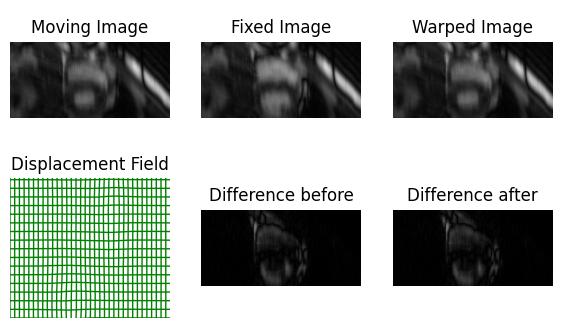 Moving Image
Fixed Image
Warped Image
Displacement Field
Difference before
Difference after